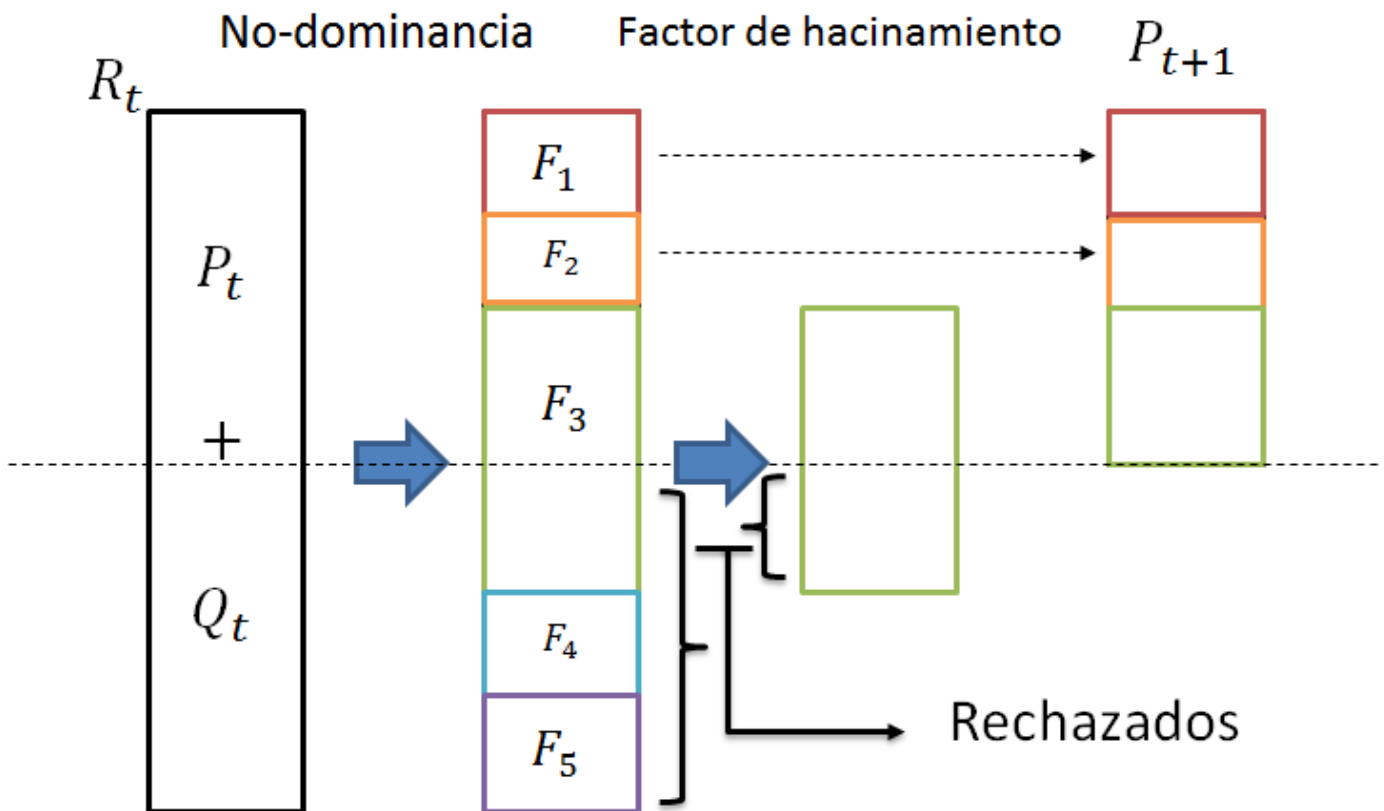 No-dominancia
Factor de hacinamiento
P_{t+1}
R_t
F_1
F_2
P_t
F_3
+
Q_t
F_4
F_5
Rechazados